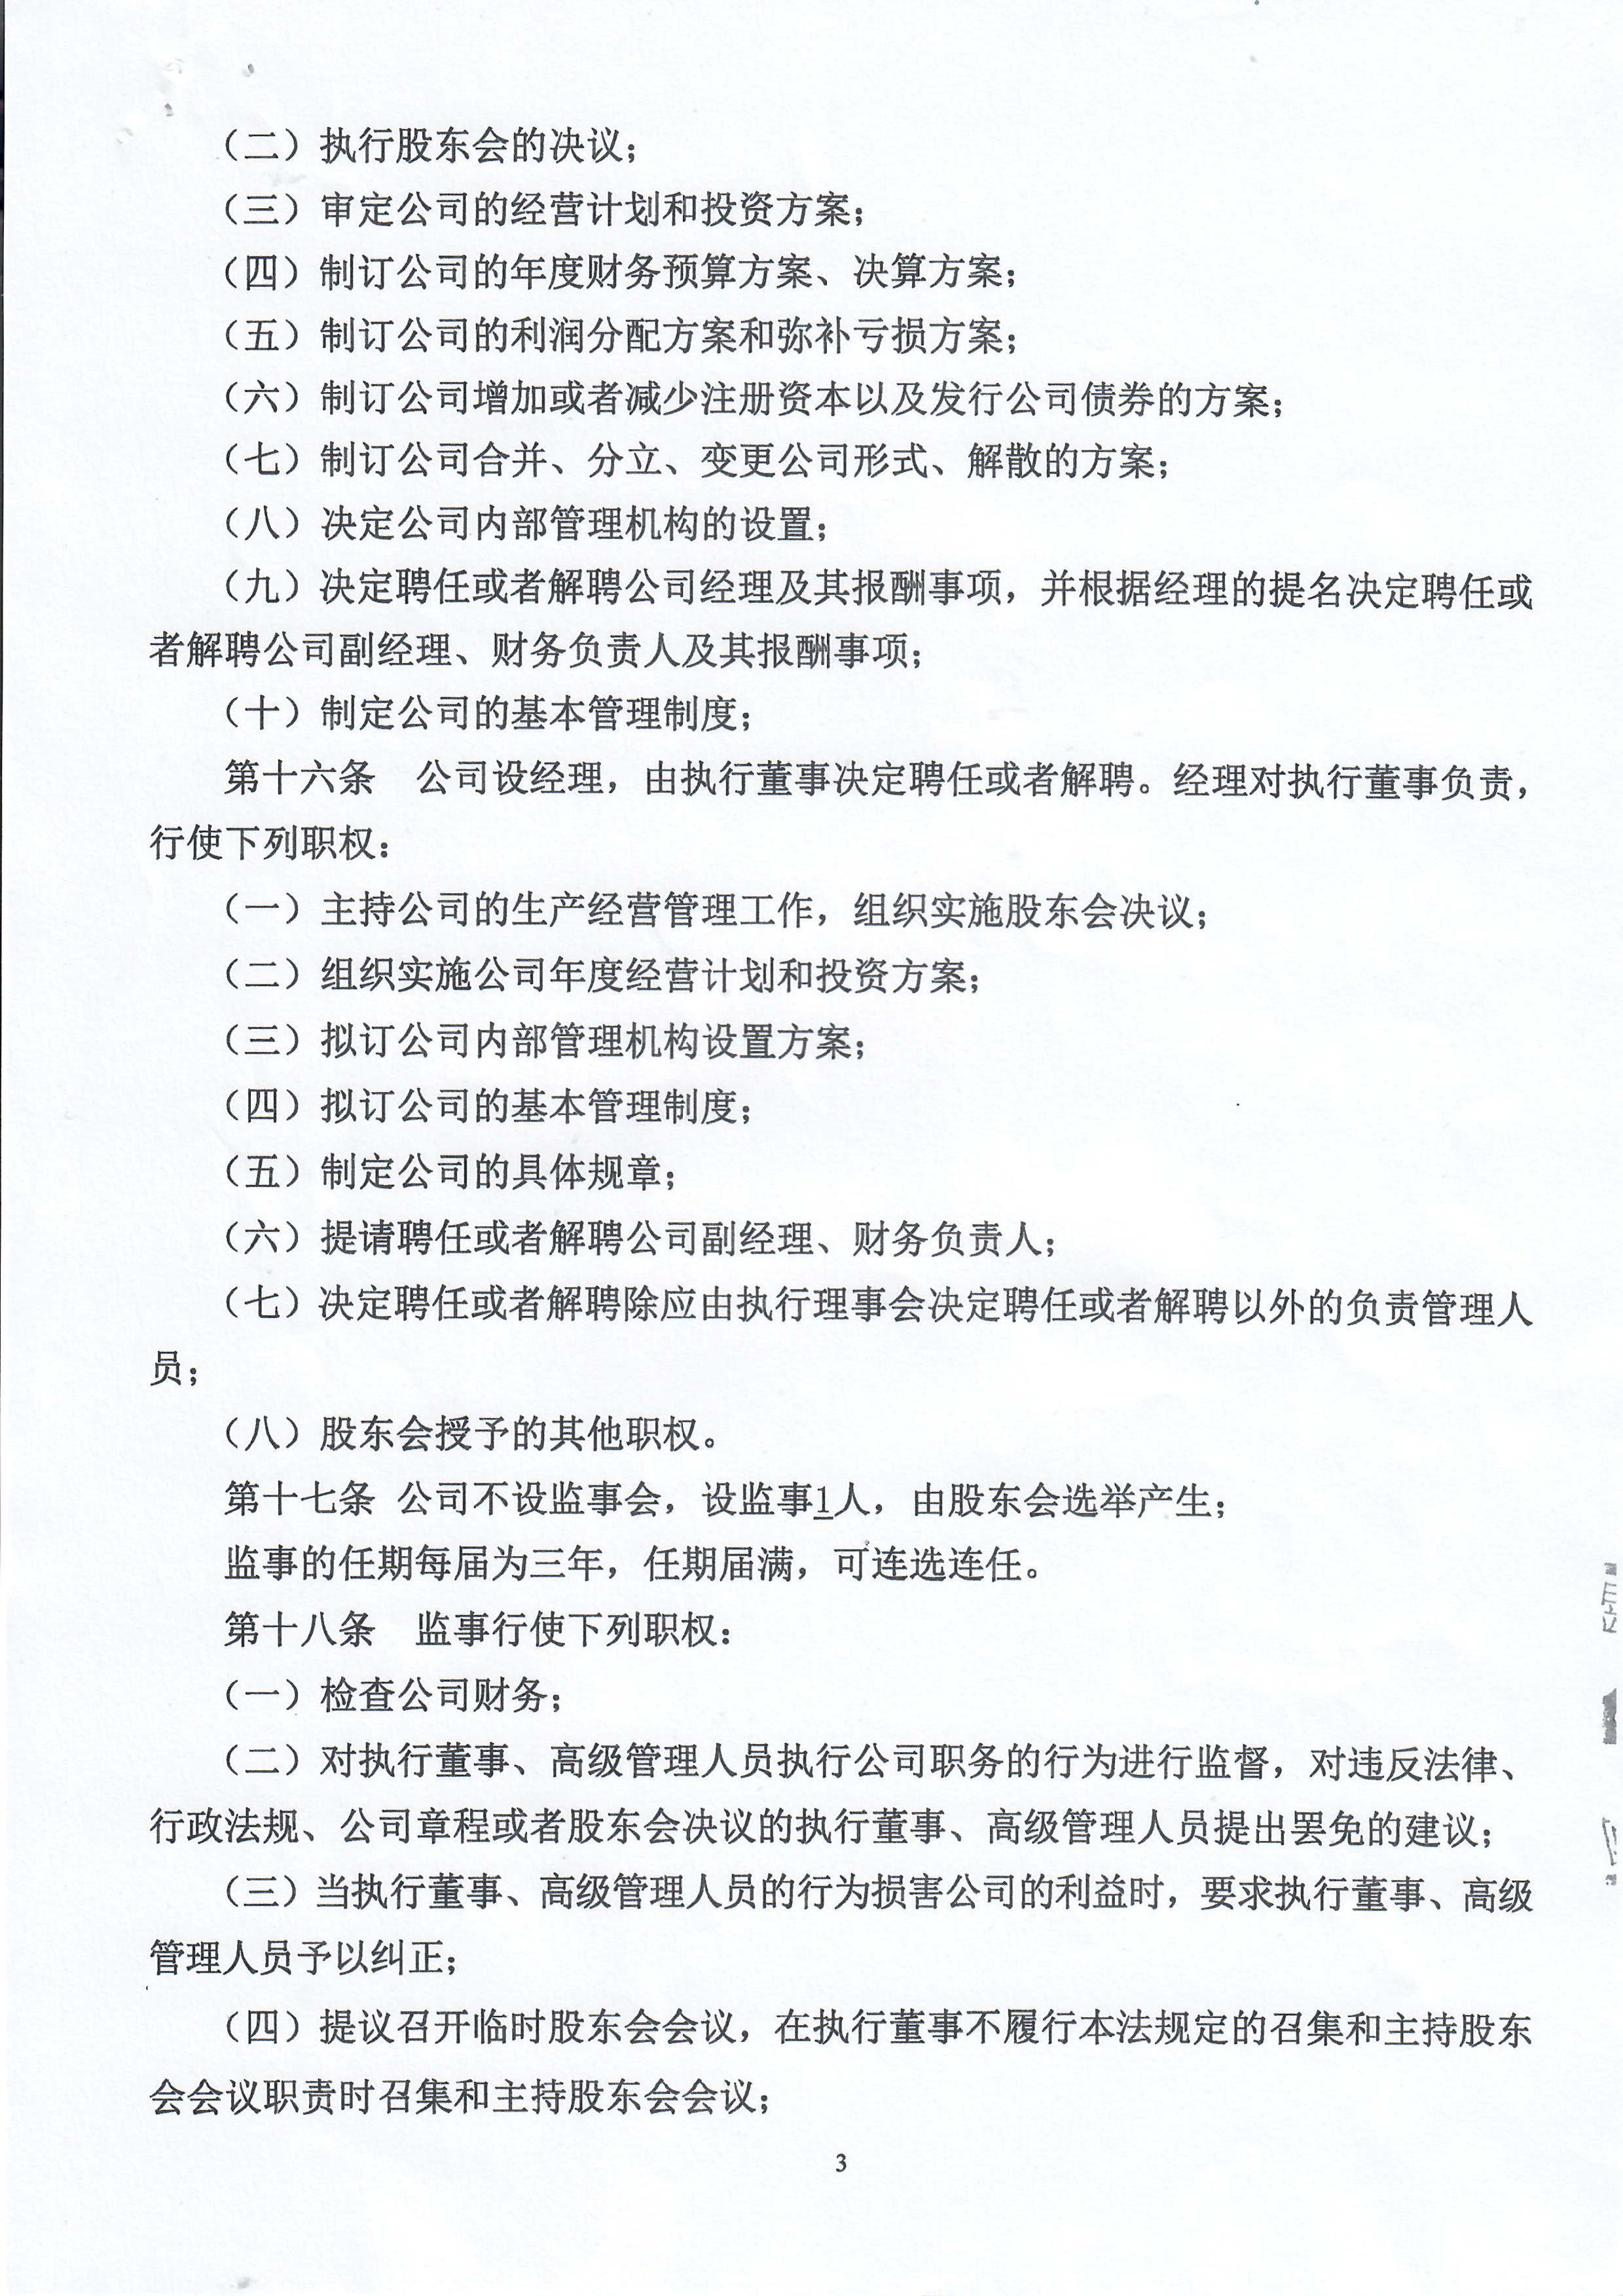 （二）执行股东会的决议；
（三）审定公司的经营计划和投资方案；
（四）制订公司的年度财务预算方案、决算方案；
（五）制订公司的利润分配方案和弥补亏损方案；
（六）制订公司增加或者减少注册资本以及发行公司债券的方案；
（七）制订公司合并、分立、变更公司形式、解散的方案；
（八）决定公司内部管理机构的设置；
（九）决定聘任或者解聘公司经理及其报酬事项，并根据经理的提名决定聘任或
者解聘公司副经理、财务负责人及其报酬事项；
（十）制定公司的基本管理制度；
第十六条　公司设经理，由执行董事决定聘任或者解聘。经理对执行董事负责，
行使下列职权：
（一）主持公司的生产经营管理工作，组织实施股东会决议；
（二）组织实施公司年度经营计划和投资方案；
（三）拟订公司内部管理机构设置方案；
（四）拟订公司的基本管理制度；
（五）制定公司的具体规章；
（六）提请聘任或者解聘公司副经理、财务负责人；
（七）决定聘任或者解聘除应由执行理事会决定聘任或者解聘以外的负责管理人
员；
（八）股东会授予的其他职权。
第十七条 公司不设监事会，设监事1人，由股东会选举产生；
监事的任期每届为三年，任期届满，可连选连任。
第十八条　监事行使下列职权：
（一）检查公司财务；
（二）对执行董事、高级管理人员执行公司职务的行为进行监督，对违反法律、
行政法规、公司章程或者股东会决议的执行董事、高级管理人员提出罢免的建议；
（三）当执行董事、高级管理人员的行为损害公司的利益时，要求执行董事、高级
管理人员予以纠正；
（四）提议召开临时股东会会议，在执行董事不履行本法规定的召集和主持股东
会会议职责时召集和主持股东会会议；
3